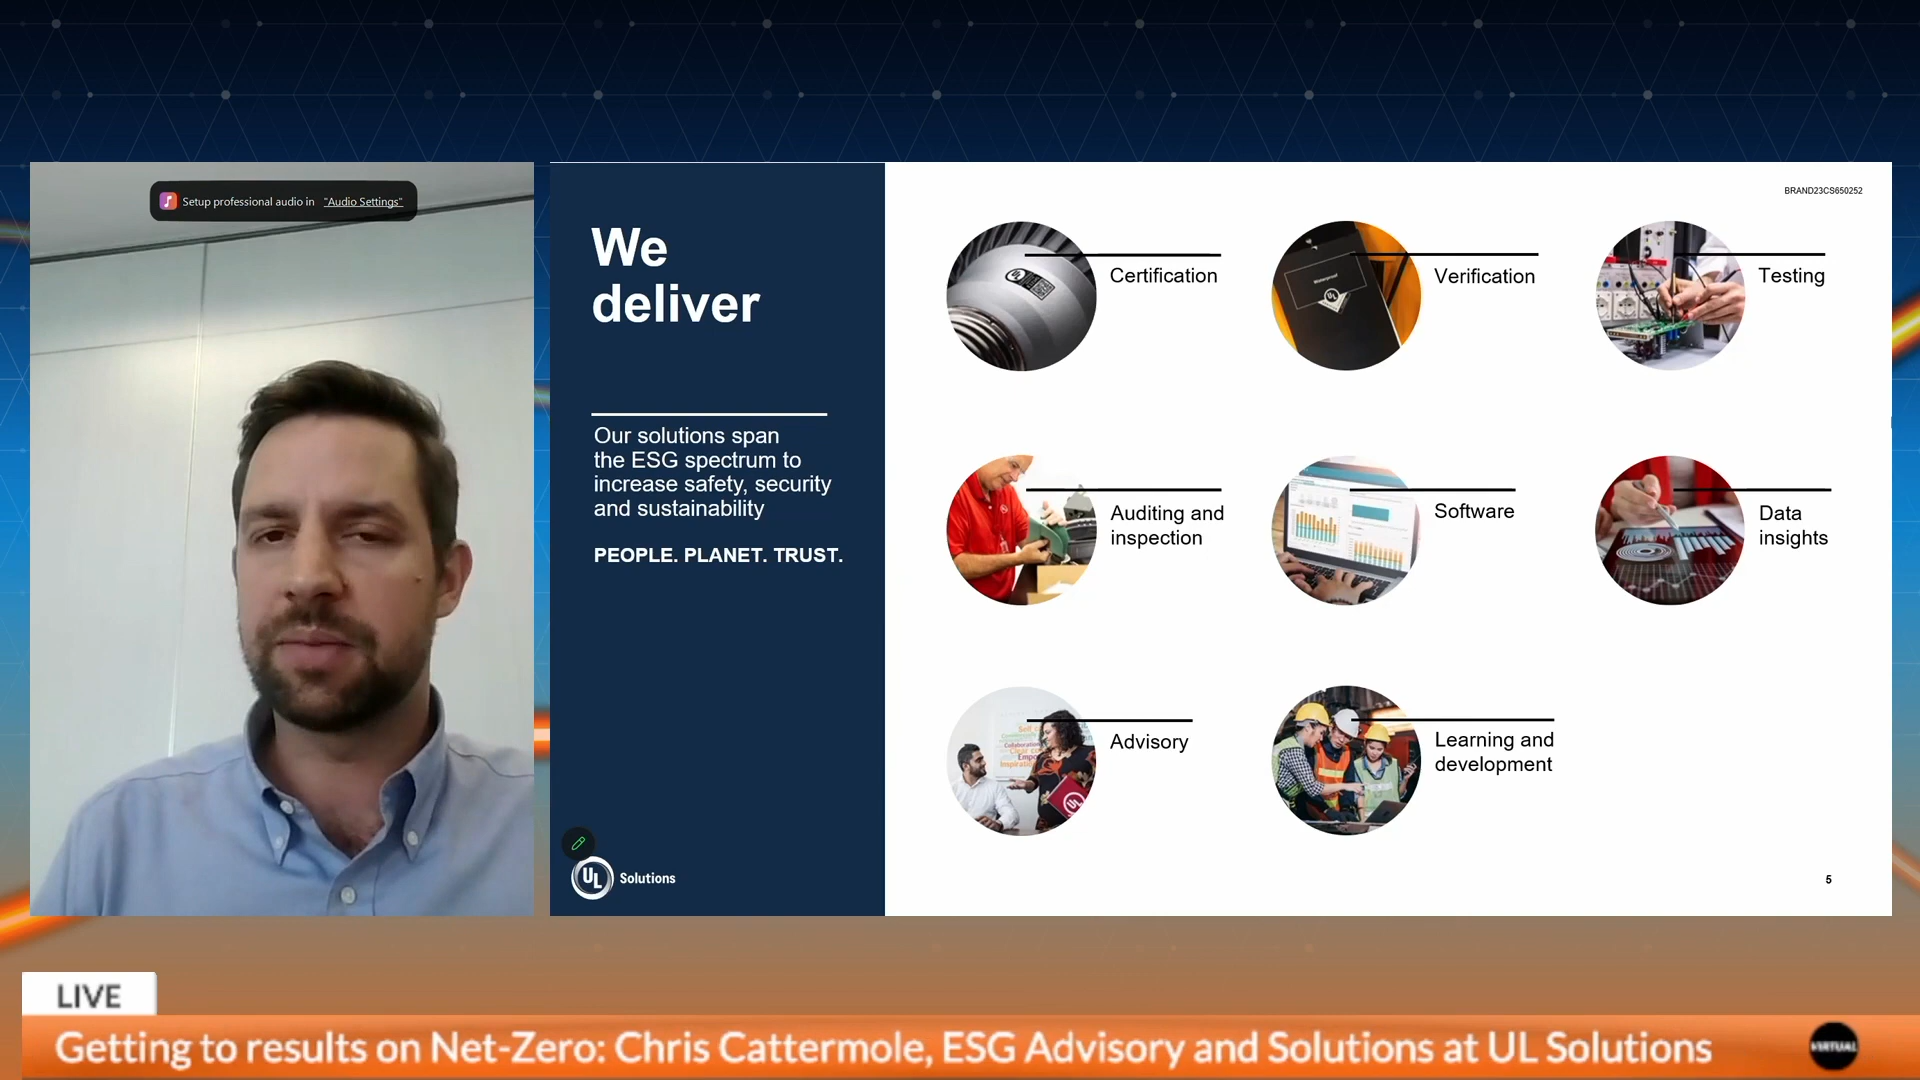 Setup professional audio in "Audio Settings"
We
deliver
Our solutions span
the ESG spectrum to
increase safety, security
and sustainability
PEOPLE. PLANET. TRUST.
UL Solutions
BRAND23CS650252
Certification
Verification
Testing
Auditing and
inspection
Software
Data
insights
Advisory
Learning and
development
5
LIVE
Getting to results on Net-Zero: Chris Cattermole, ESG Advisory and Solutions at UL Solutions
VIRTUAL